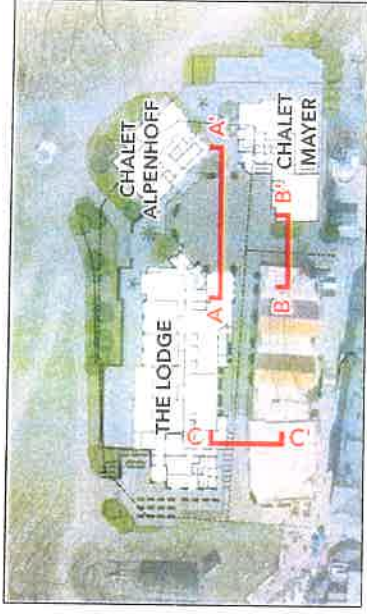 CHALET
ALPENHOFF
THE LODGE
A
A'
CHALET
MAYER
B
B'
C
C'